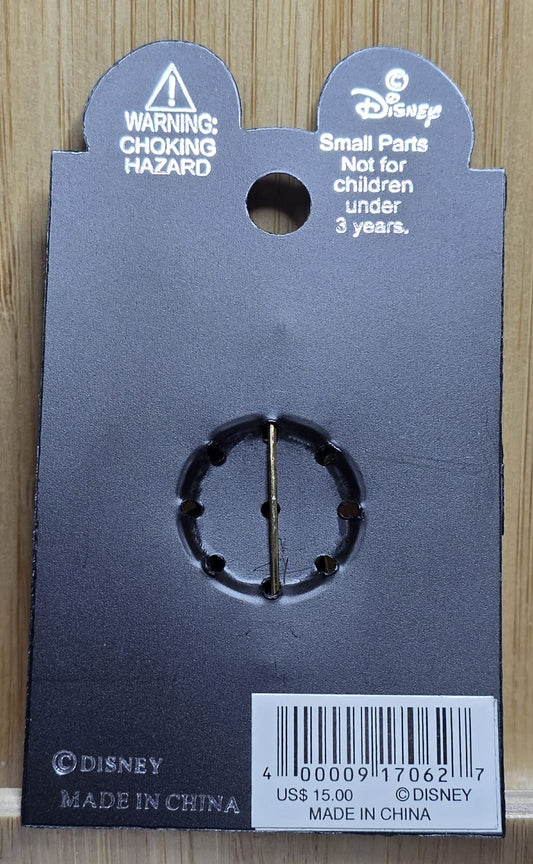 WARNING:
CHOKING
HAZARD
©
Disney
Small Parts
Not for
children
under
3 years.
4 00009 17062 7
US$ 15.00 ©DISNEY
MADE IN CHINA
©DISNEY
MADE IN CHINA